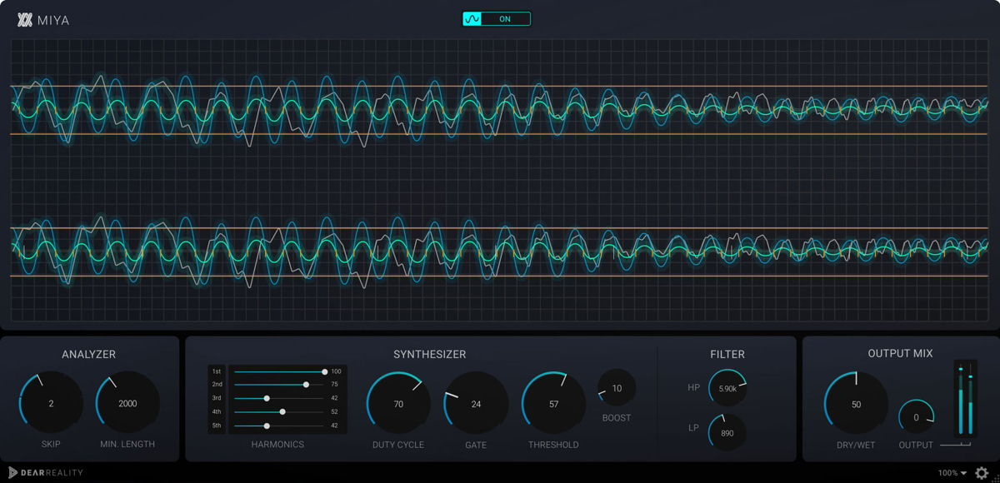 MIYA
ON
ANALYZER
2
SKIP
2000
MIN. LENGTH
SYNTHESIZER
1st 100
2nd 75
3rd 42
4th 52
5th 42
HARMONICS
70
DUTY CYCLE
24
GATE
57
THRESHOLD
10
BOOST
FILTER
HP 5.90k
LP 890
OUTPUT MIX
50
DRY/WET
0
OUTPUT
DEARREALITY
100%